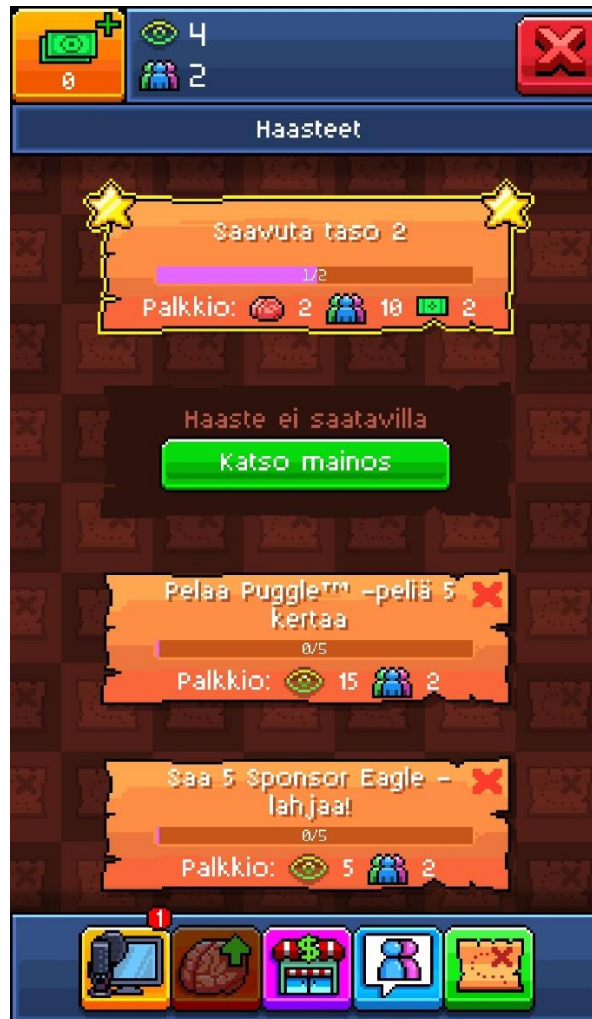 4
0
2
Haasteet
Saavuta taso 2
1/2
Palkkio: 2 10 2
Haaste ei saatavilla
Katso mainos
Pelaa Puggle™ -peliä 5
kertaa
0/5
Palkkio: 15 2
Saa 5 Sponsor Eagle -
lahjaa!
0/5
Palkkio: 5 2
1